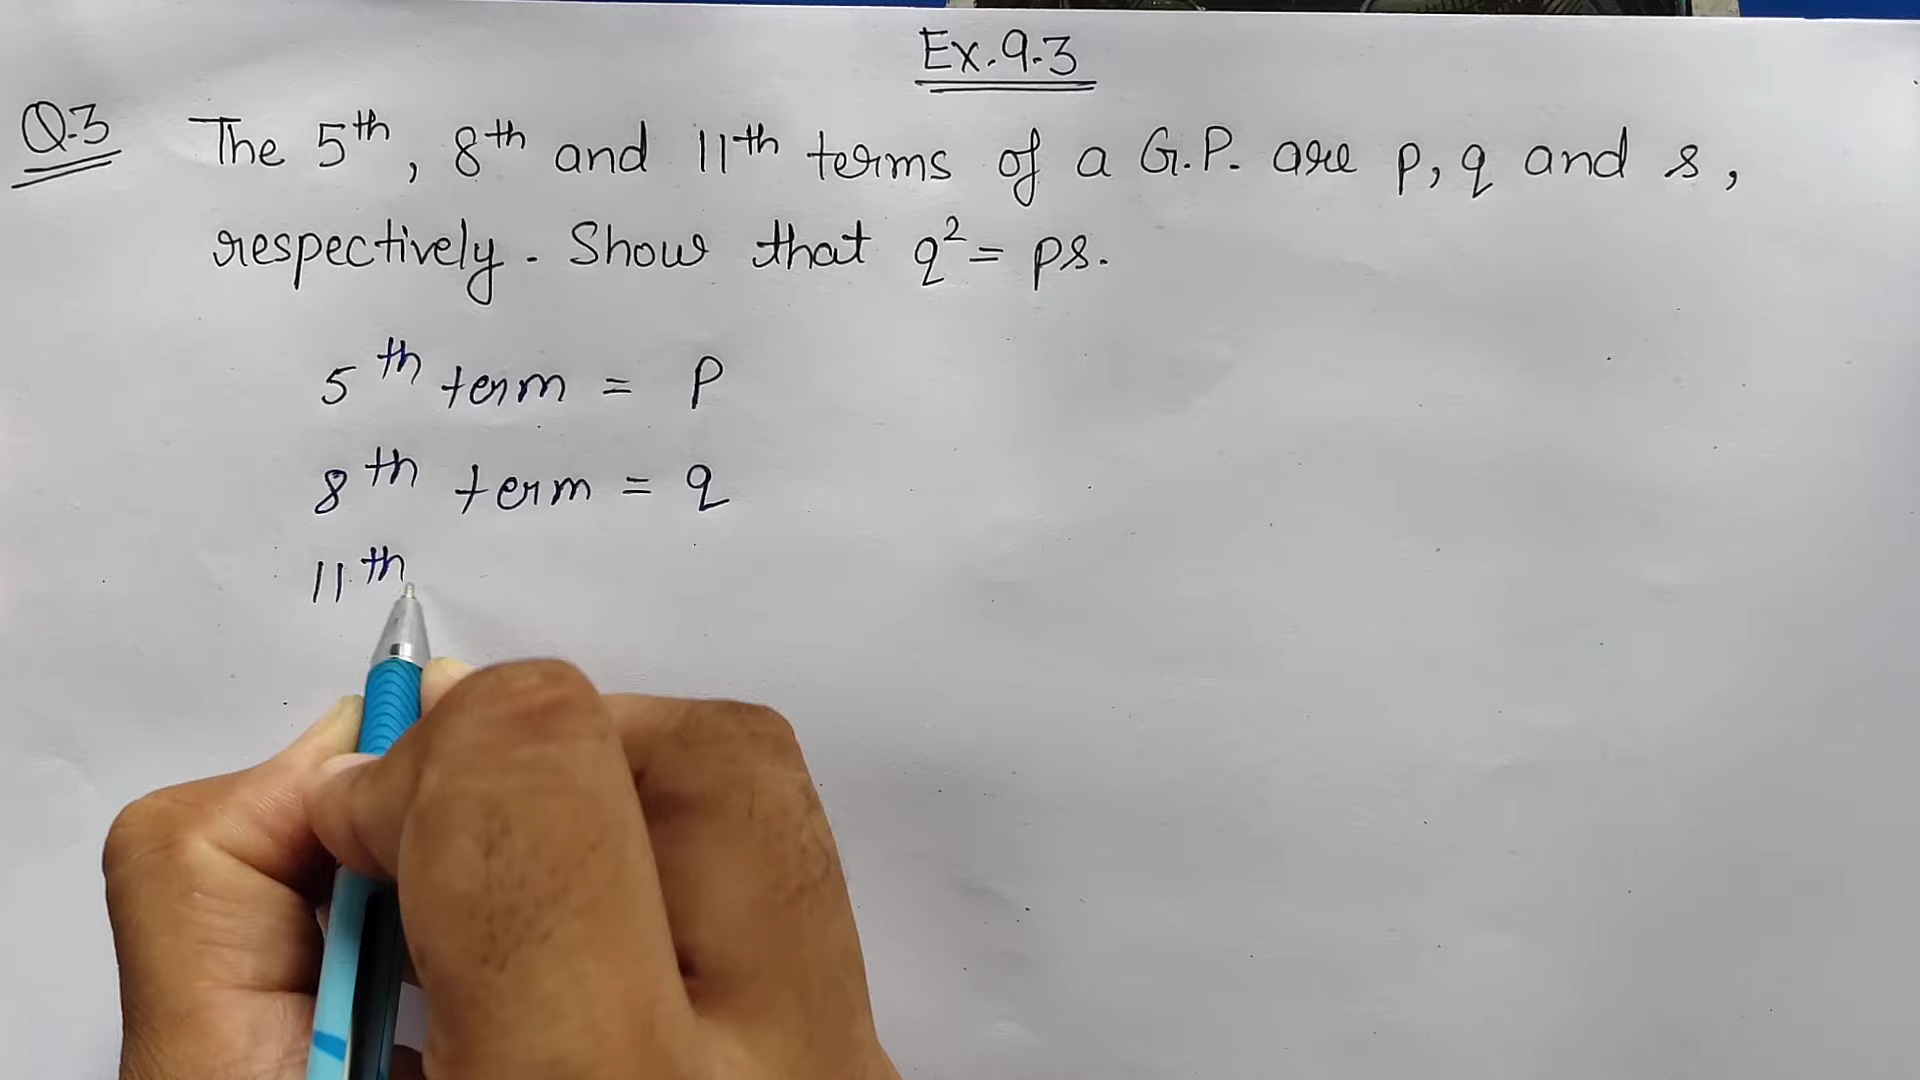 Ex.9.3
Q.3 The 5th, 8th and 11th terms of a G.P. are p, q and s,
respectively. Show that q² = ps.
5th term = p
8th term = q
11th